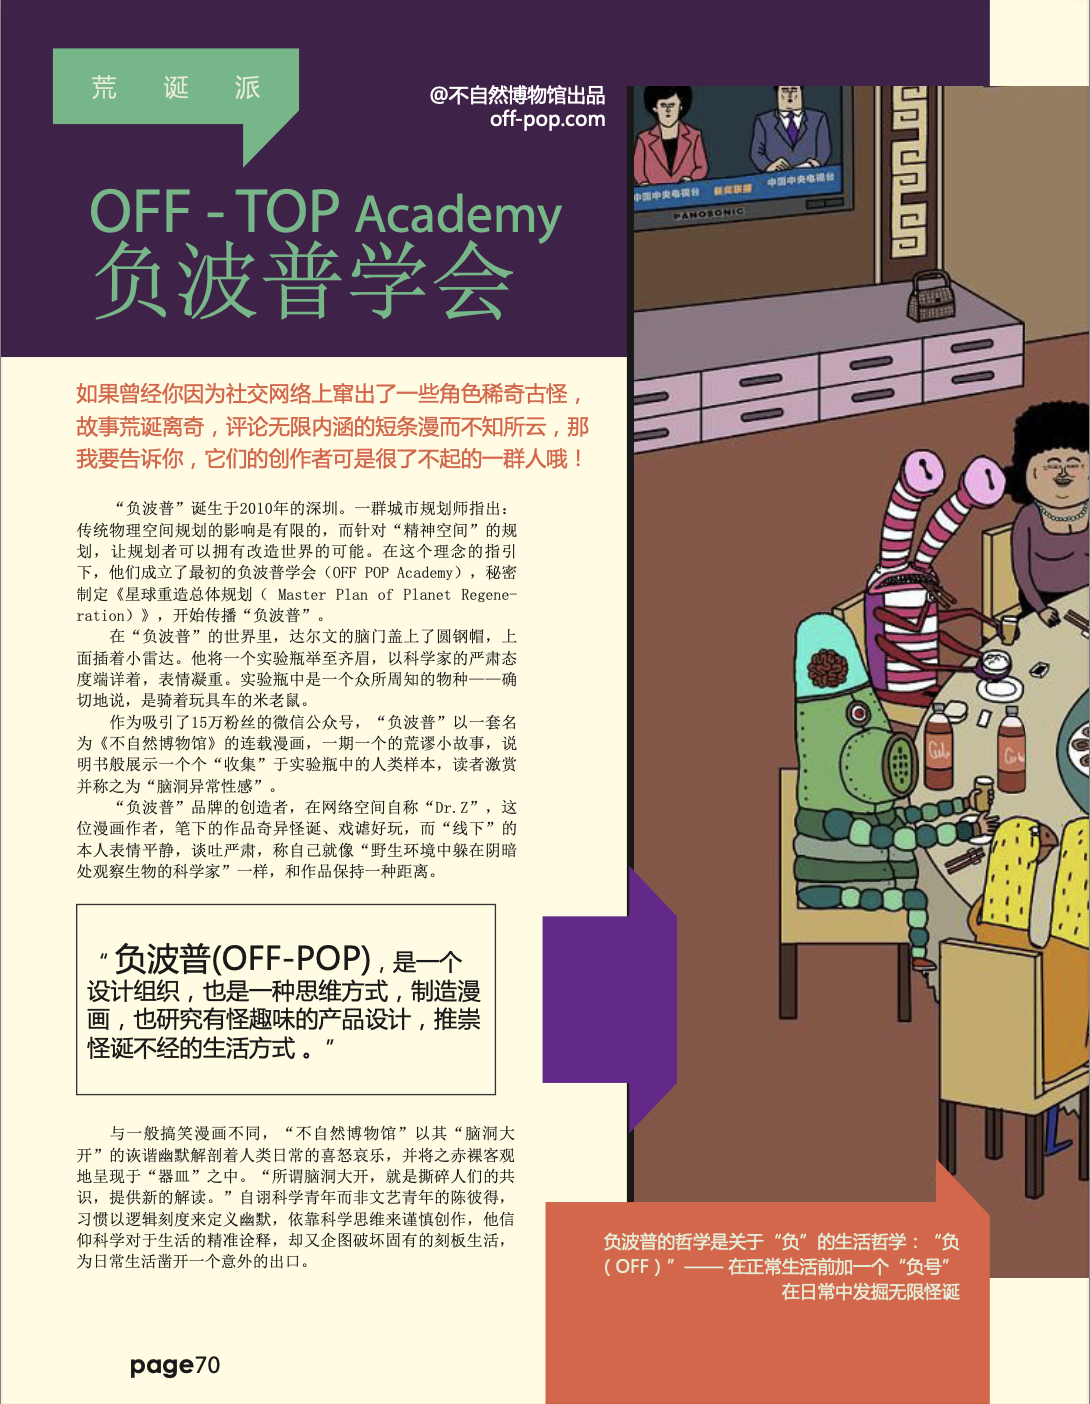 荒诞派
@不自然博物馆出品
off-pop.com
OFF - TOP Academy
负波普学会
中国中央电视台
新闻联播
中国中央电视台
PANOSONIC
如果曾经你因为社交网络上窜出了一些角色稀奇古怪，
故事荒诞离奇，评论无限内涵的短条漫而不知所云，那
我要告诉你，它们的创作者可是很了不起的一群人哦！
“负波普”诞生于2010年的深圳。一群城市规划师指出：
传统物理空间规划的影响是有限的，而针对“精神空间”的规
划，让规划者可以拥有改造世界的可能。在这个理念的指引
下，他们成立了最初的负波普学会（OFF POP Academy），秘密
制定《星球重造总体规划（ Master Plan of Planet Regene-
ration）》，开始传播“负波普”。
在“负波普”的世界里，达尔文的脑门盖上了圆钢帽，上
面插着小雷达。他将一个实验瓶举至齐眉，以科学家的严肃态
度端详着，表情凝重。实验瓶中是一个众所周知的物种——确
切地说，是骑着玩具车的米老鼠。
作为吸引了15万粉丝的微信公众号，“负波普”以一套名
为《不自然博物馆》的连载漫画，一期一个的荒谬小故事，说
明书般展示一个个“收集”于实验瓶中的人类样本，读者激赏
并称之为“脑洞异常性感”。
“负波普”品牌的创造者，在网络空间自称“Dr.Z”，这
位漫画作者，笔下的作品奇异怪诞、戏谑好玩，而“线下”的
本人表情平静，谈吐严肃，称自己就像“野生环境中躲在阴暗
处观察生物的科学家”一样，和作品保持一种距离。
“ 负波普(OFF-POP)，是一个
设计组织，也是一种思维方式，制造漫
画，也研究有怪趣味的产品设计，推崇
怪诞不经的生活方式 。”
与一般搞笑漫画不同，“不自然博物馆”以其“脑洞大
开”的诙谐幽默解剖着人类日常的喜怒哀乐，并将之赤裸客观
地呈现于“器皿”之中。“所谓脑洞大开，就是撕碎人们的共
识，提供新的解读。”自诩科学青年而非文艺青年的陈彼得，
习惯以逻辑刻度来定义幽默，依靠科学思维来谨慎创作，他信
仰科学对于生活的精准诠释，却又企图破坏固有的刻板生活，
为日常生活凿开一个意外的出口。
负波普的哲学是关于“负”的生活哲学：“负
（OFF）”—— 在正常生活前加一个“负号”
在日常中发掘无限怪诞
page70